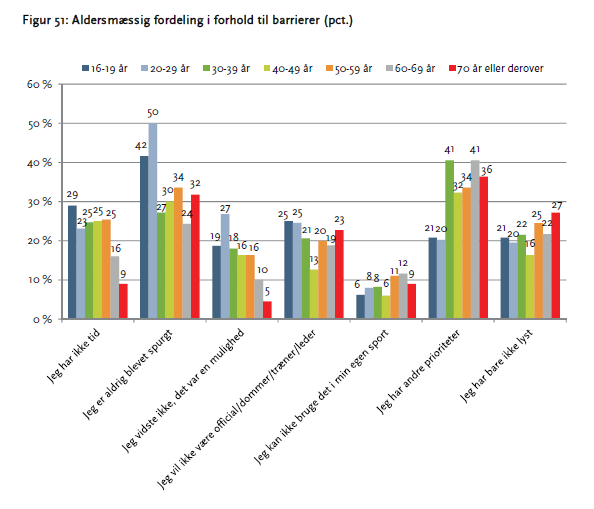 Figur 51: Aldersmæssig fordeling i forhold til barrierer (pct.)
16-19 år 20-29 år 30-39 år 40-49 år 50-59 år 60-69 år 70 år eller derover
60 %
50 %
40 %
30 %
20 %
10 %
0 %
29 23 25 25 25 16 9
42 50 27 30 34 24 32
19 27 18 16 16 10 5
25 25 21 13 20 19 23
6 8 8 6 11 12 9
21 20 41 32 34 41 36
21 20 22 16 25 22 27
Jeg har ikke tid
Jeg er aldrig blevet spurgt
Jeg vidste ikke, det var en mulighed
Jeg vil ikke være official/dommer/træner/leder
Jeg kan ikke bruge det i min egen sport
Jeg har andre prioriteter
Jeg har bare ikke lyst